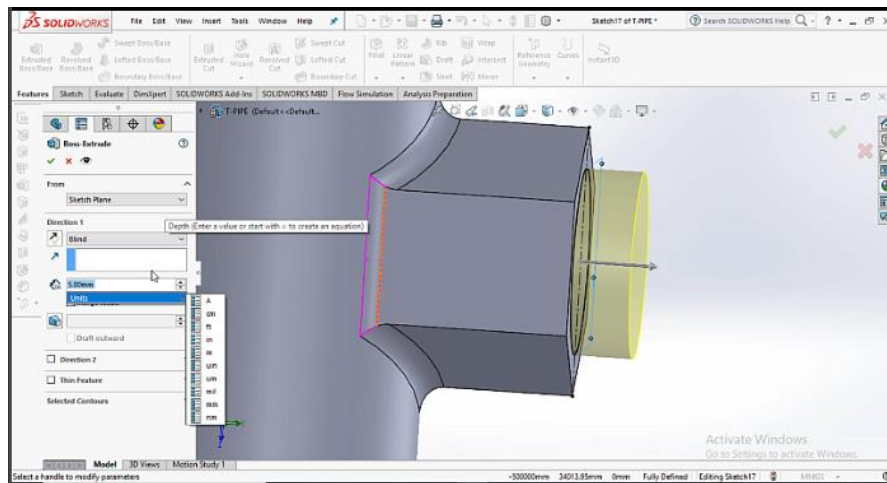 SOLIDWORKS File Edit View Insert Tools Window Help Sketch17 of T-PIPE * Search SOLIDWORKS Help
Extruded Boss/Base Revolved Boss/Base Swept Boss/Base Lofted Boss/Base Boundary Boss/Base Extruded Cut Hole Wizard Revolved Cut Swept Cut Lofted Cut Boundary Cut Fillet Linear Pattern Rib Draft Shell Wrap Intersect Mirror Reference Geometry Curves Instant3D
Features Sketch Evaluate DimXpert SOLIDWORKS Add-Ins SOLIDWORKS MBD Flow Simulation Analysis Preparation
T-PIPE (Default<<Default...
Boss-Extrude
From
Sketch Plane
Direction 1
Depth (Enter a value or start with = to create an equation)
Blind
5.00mm
Units
A
cm
ft
in
m
uin
um
mil
mm
nm
Draft outward
Direction 2
Thin Feature
Selected Contours
Activate Windows
Go to Settings to activate Windows.
Model 3D Views Motion Study 1
Select a handle to modify parameters -500000mm 34013.95mm 0mm Fully Defined Editing Sketch17 MMGS